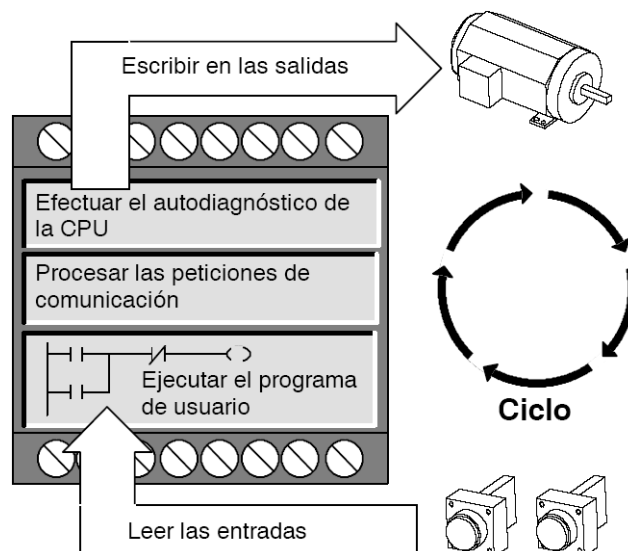 Escribir en las salidas
Efectuar el autodiagnóstico de
la CPU
Procesar las peticiones de
comunicación
Ejecutar el programa
de usuario
Ciclo
Leer las entradas